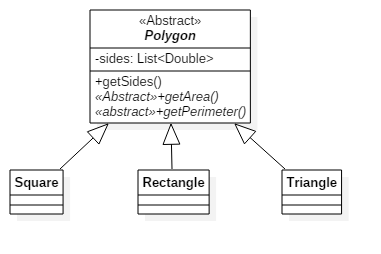 «Abstract»
Polygon
-sides: List<Double>
+getSides()
«Abstract»+getArea()
«abstract»+getPerimeter()
Square
Rectangle
Triangle